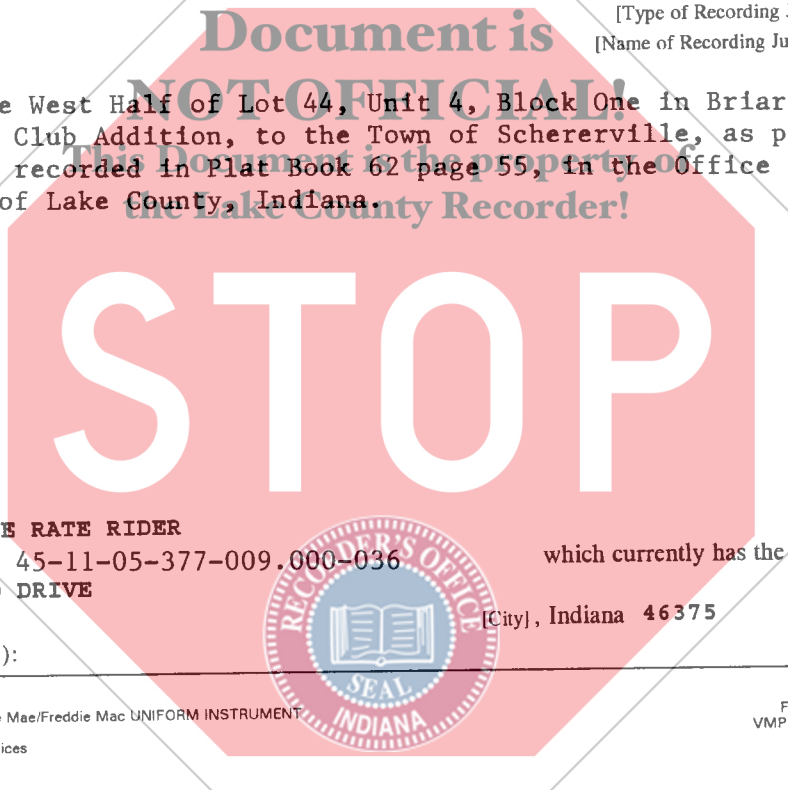 Document is
[Type of Recording
[Name of Recording Ju
NOT OFFICIAL!
e West Half of Lot 44, Unit 4, Block One in Briar
Club Addition, to the Town of Schererville, as p
This Document is the property of
recorded in Plat Book 62 page 55, in the Office
the Lake County Recorder!
of Lake County, Indiana.
STOP
E RATE RIDER
45-11-05-377-009.000-036
which currently has the
DRIVE
[City], Indiana 46375
):
RECORDER'S OFFICE
SEAL
INDIANA
e Mae/Freddie Mac UNIFORM INSTRUMENT
F
VMP
ices